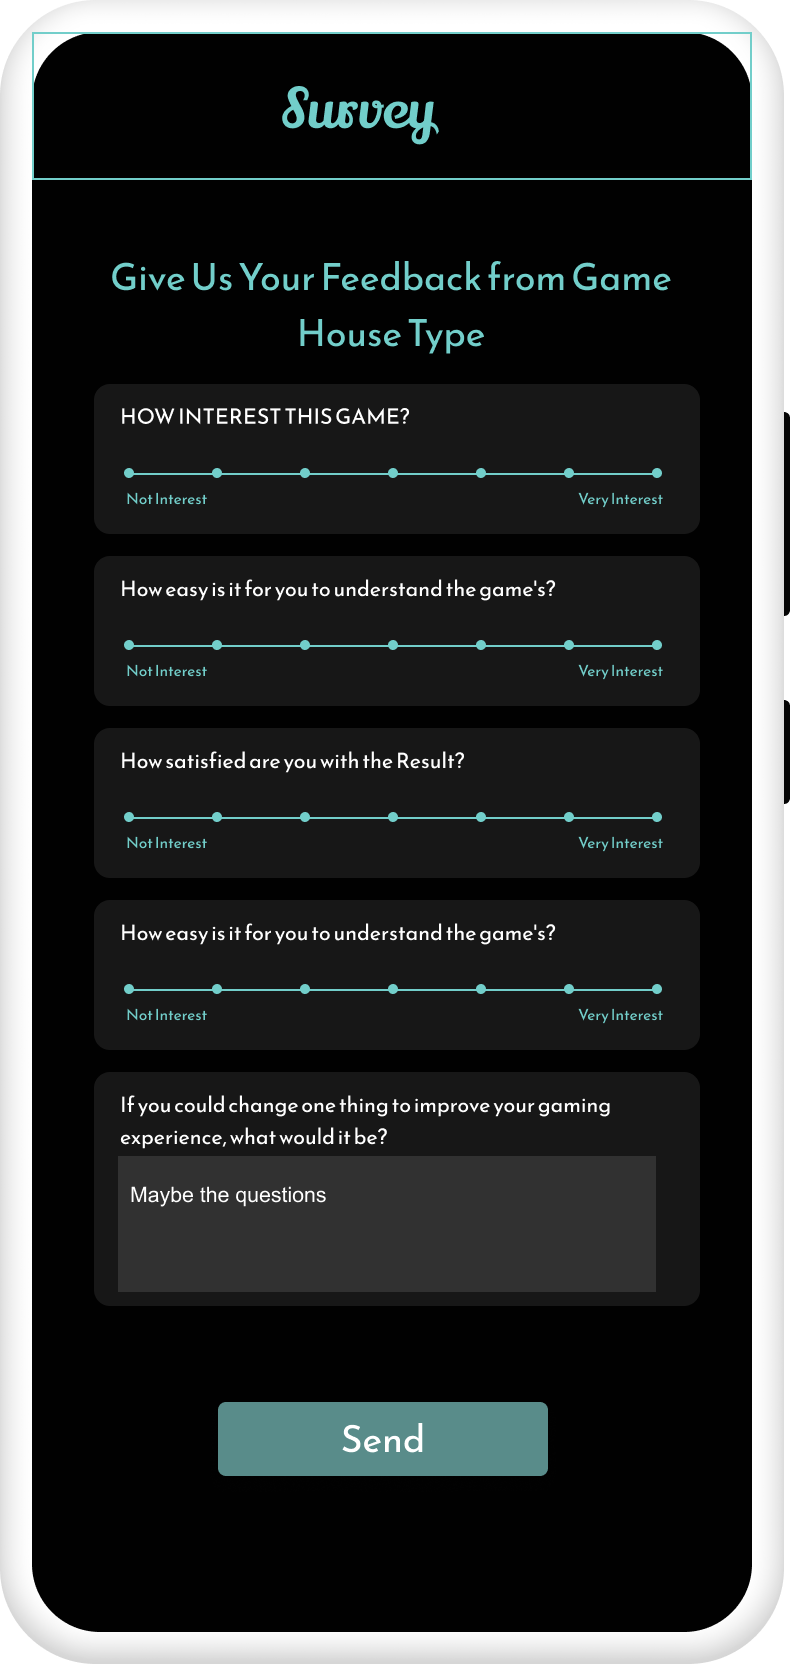 Survey
Give Us Your Feedback from Game
House Type
HOW INTEREST THIS GAME?
Not Interest Very Interest
How easy is it for you to understand the game's?
Not Interest Very Interest
How satisfied are you with the Result?
Not Interest Very Interest
How easy is it for you to understand the game's?
Not Interest Very Interest
If you could change one thing to improve your gaming
experience, what would it be?
Maybe the questions
Send